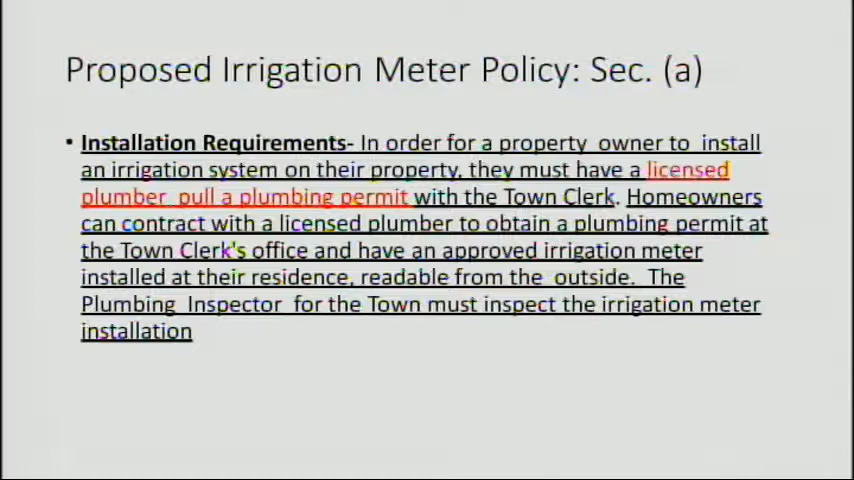 Proposed Irrigation Meter Policy: Sec. (a)
• Installation Requirements- In order for a property owner to install
an irrigation system on their property, they must have a licensed
plumber pull a plumbing permit with the Town Clerk. Homeowners
can contract with a licensed plumber to obtain a plumbing permit at
the Town Clerk's office and have an approved irrigation meter
installed at their residence, readable from the outside. The
Plumbing Inspector for the Town must inspect the irrigation meter
installation